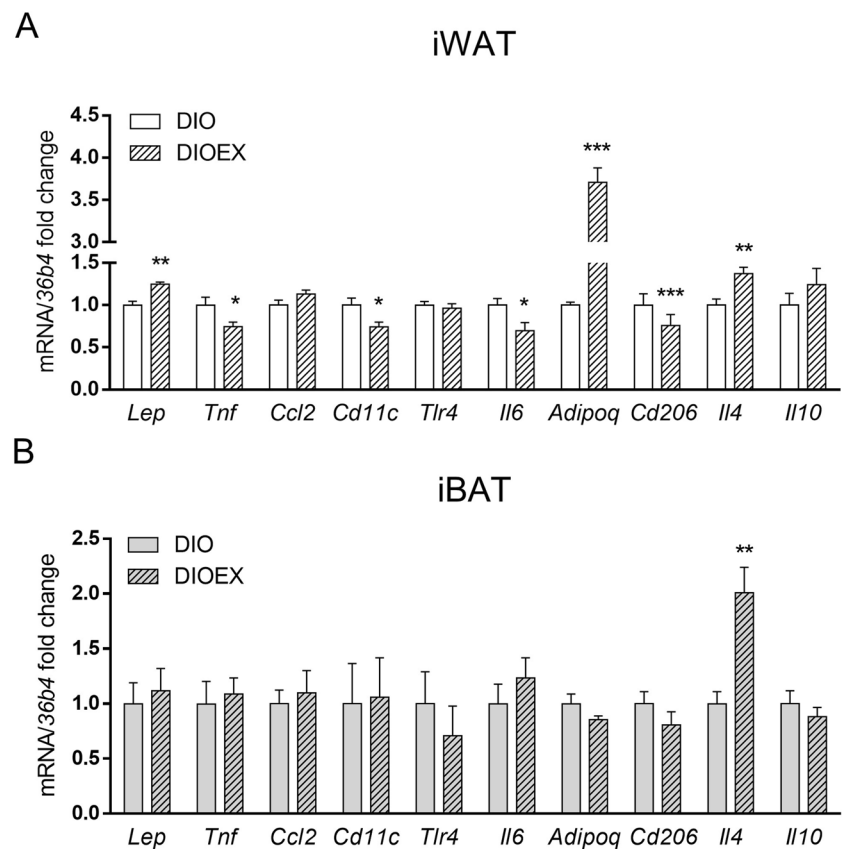 A
iWAT
mRNA/36b4 fold change
4.5
4.0
3.5
3.0
1.5
1.0
0.5
0.0
DIO
DIOEX
** * * * *** *** **
Lep Tnf Ccl2 Cd11c Tlr4 Il6 Adipoq Cd206 Il4 Il10
B
iBAT
mRNA/36b4 fold change
2.5
2.0
1.5
1.0
0.5
0.0
DIO
DIOEX
**
Lep Tnf Ccl2 Cd11c Tlr4 Il6 Adipoq Cd206 Il4 Il10